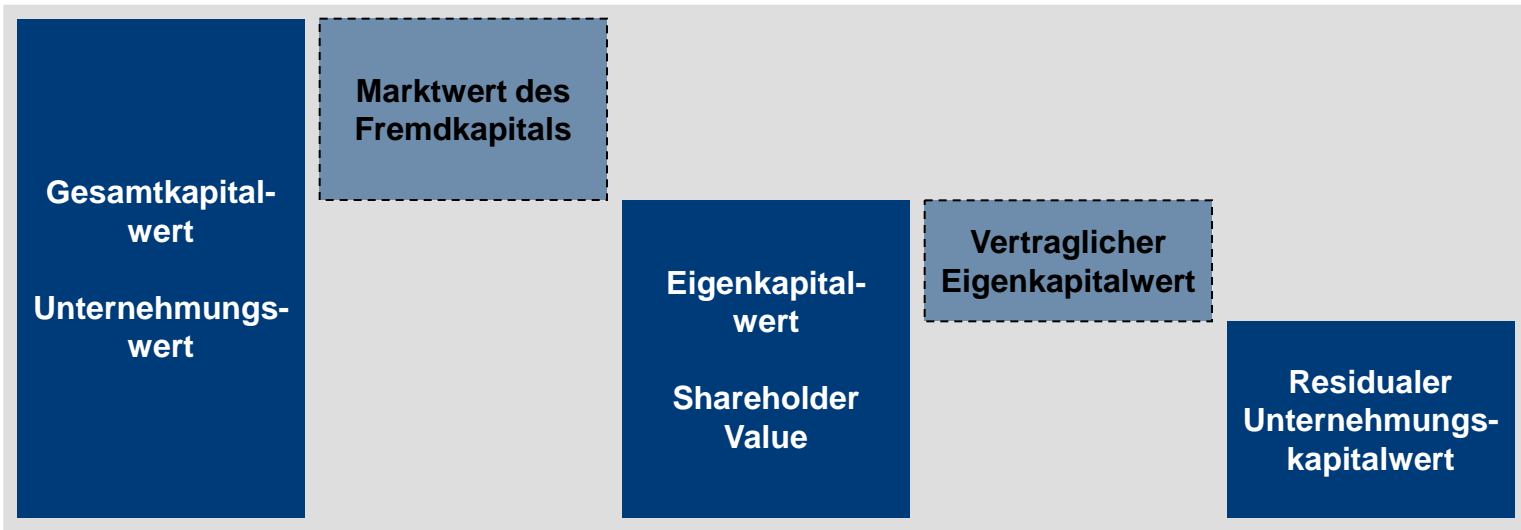 Gesamtkapital-
wert
Unternehmungs-
wert
Marktwert des
Fremdkapitals
Eigenkapital-
wert
Shareholder
Value
Vertraglicher
Eigenkapitalwert
Residualer
Unternehmungs-
kapitalwert